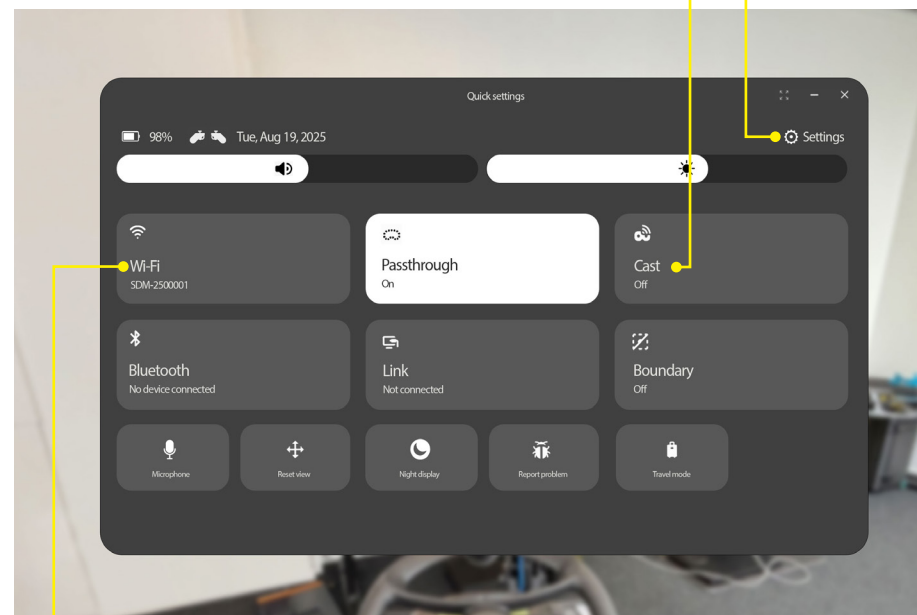 Quick settings
98% Tue, Aug 19, 2025
Settings
Wi-Fi
SDM-2500001
Passthrough
On
Cast
Off
Bluetooth
No device connected
Link
Not connected
Boundary
Off
Microphone
Reset view
Night display
Report problem
Travel mode